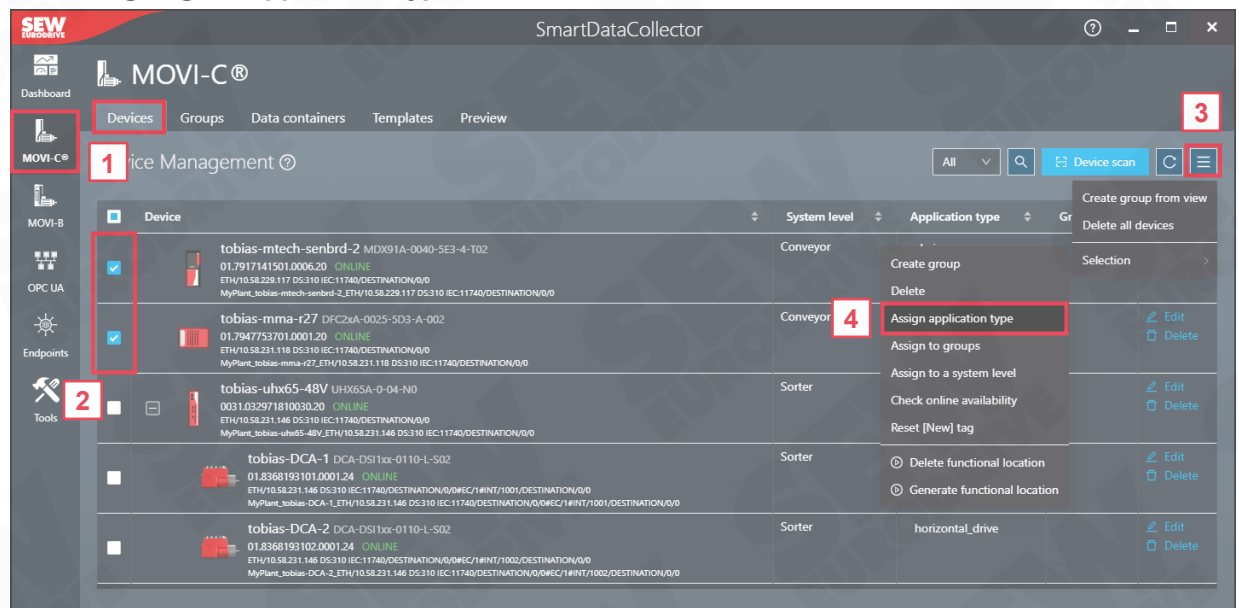 SEW
EURODRIVE
SmartDataCollector
Dashboard
MOVI-C®
MOVI-C®
Devices Groups Data containers Templates Preview
3
1
ice Management
All
Device scan
MOVI-B
Create group from view
Delete all devices
Selection
Device System level Application type Gr
tobias-mtech-senbrd-2 MDX91A-0040-5E3-4-T02
01.7917141501.0006.20 ONLINE
ETH/10.58.229.117 DS:310 IEC:11740/DESTINATION/0/0
MyPlant_tobias-mtech-senbrd-2_ETH/10.58.229.117 DS:310 IEC:11740/DESTINATION/0/0
Conveyor
OPC UA
Create group
Delete
4
Assign application type
Assign to groups
Assign to a system level
Check online availability
Reset [New] tag
Delete functional location
Generate functional location
tobias-mma-r27 DFC2xA-0025-5D3-A-002
01.7947753701.0001.20 ONLINE
ETH/10.58.231.118 DS:310 IEC:11740/DESTINATION/0/0
MyPlant_tobias-mma-r27_ETH/10.58.231.118 DS:310 IEC:11740/DESTINATION/0/0
Conveyor
Edit
Delete
Endpoints
2
Tools
tobias-uhx65-48V UHX65A-0-04-N0
0031.032971810030.20 ONLINE
ETH/10.58.231.146 DS:310 IEC:11740/DESTINATION/0/0
MyPlant_tobias-uhx65-48V_ETH/10.58.231.146 DS:310 IEC:11740/DESTINATION/0/0
Sorter
Edit
Delete
tobias-DCA-1 DCA-DSI1xx-0110-L-S02
01.8368193101.0001.24 ONLINE
ETH/10.58.231.146 DS:310 IEC:11740/DESTINATION/0/0#EC/1#INT/1001/DESTINATION/0/0
MyPlant_tobias-DCA-1_ETH/10.58.231.146 DS:310 IEC:11740/DESTINATION/0/0#EC/1#INT/1001/DESTINATION/0/0
Sorter
Edit
Delete
tobias-DCA-2 DCA-DSI1xx-0110-L-S02
01.8368193102.0001.24 ONLINE
ETH/10.58.231.146 DS:310 IEC:11740/DESTINATION/0/0#EC/1#INT/1002/DESTINATION/0/0
MyPlant_tobias-DCA-2_ETH/10.58.231.146 DS:310 IEC:11740/DESTINATION/0/0#EC/1#INT/1002/DESTINATION/0/0
Sorter
horizontal_drive
Edit
Delete